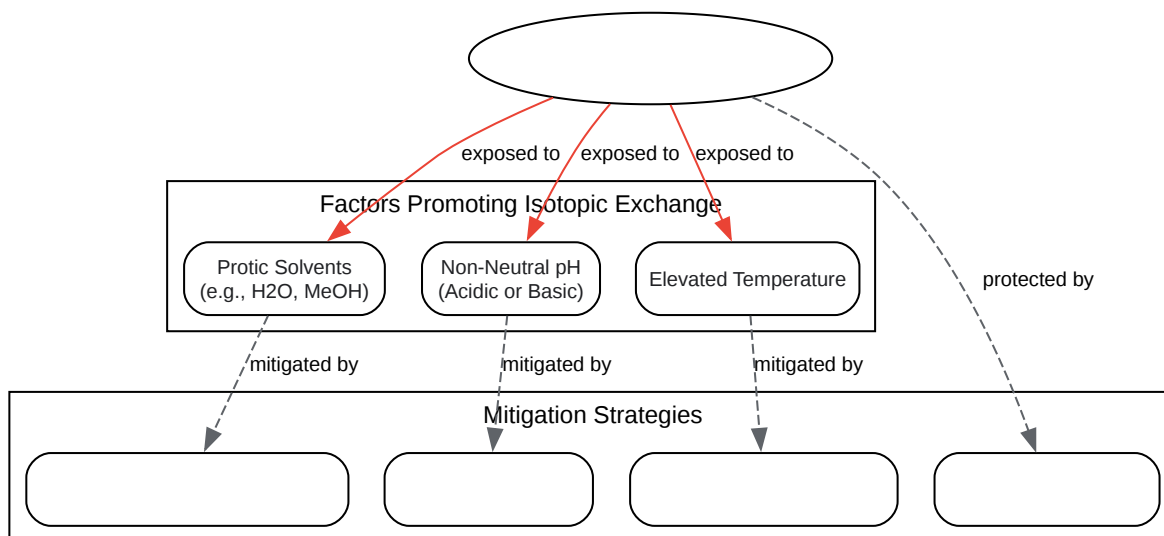 exposed to
exposed to
exposed to
Factors Promoting Isotopic Exchange
Protic Solvents
(e.g., H2O, MeOH)
Non-Neutral pH
(Acidic or Basic)
Elevated Temperature
protected by
mitigated by
mitigated by
mitigated by
Mitigation Strategies